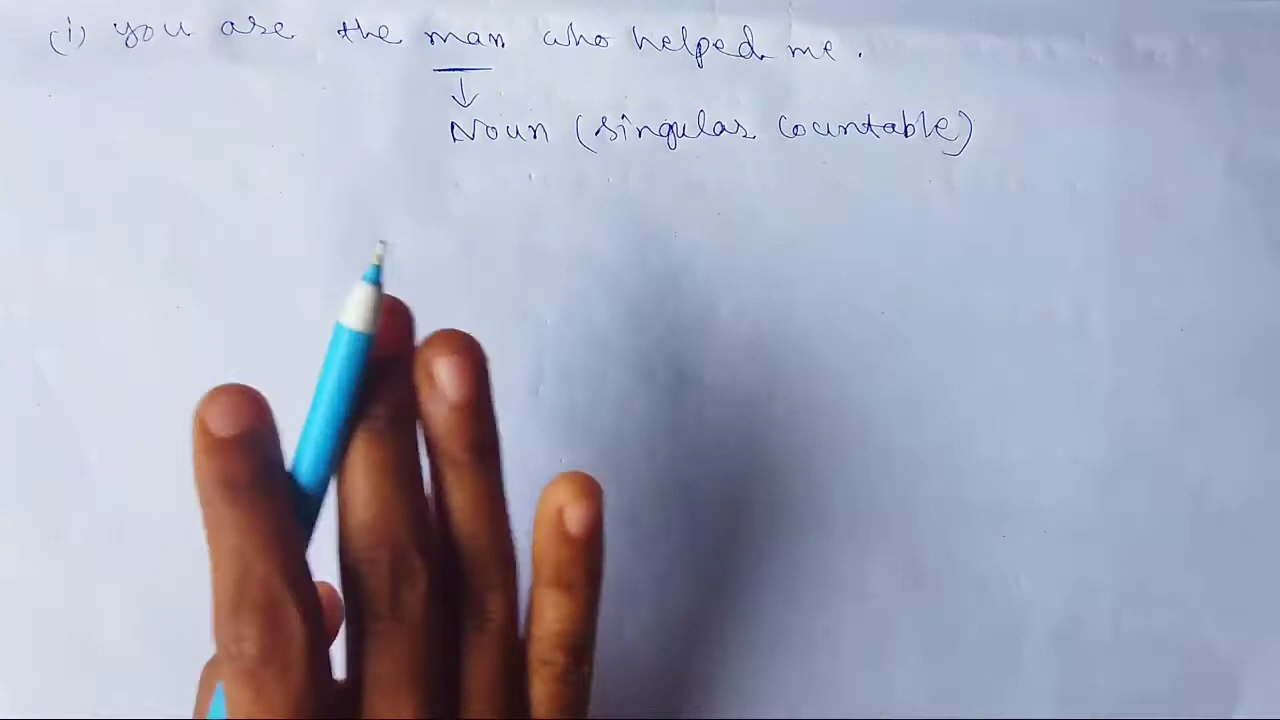 (i) you are the man who helped me.
↓
Noun (singular countable)